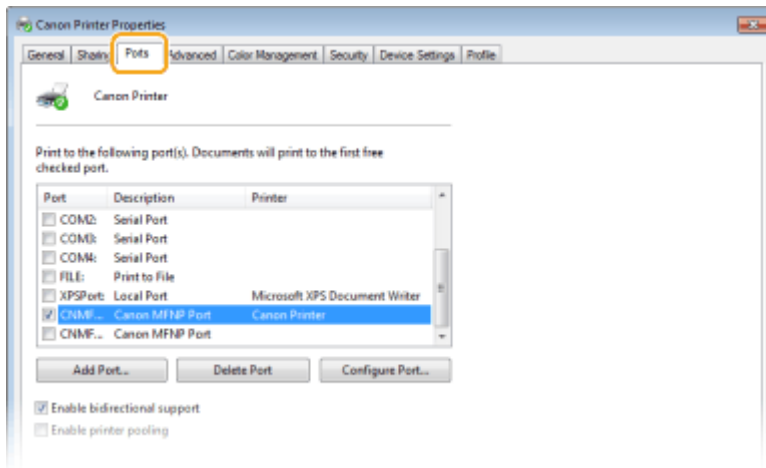 Canon Printer Properties
General Sharing Ports Advanced Color Management Security Device Settings Profile
Canon Printer
Print to the following port(s). Documents will print to the first free
checked port.
Port Description Printer
COM2: Serial Port
COM3: Serial Port
COM4: Serial Port
FILE: Print to File
XPSPort: Local Port Microsoft XPS Document Writer
CNMF... Canon MFNP Port Canon Printer
CNMF... Canon MFNP Port
Add Port... Delete Port Configure Port...
Enable bidirectional support
Enable printer pooling